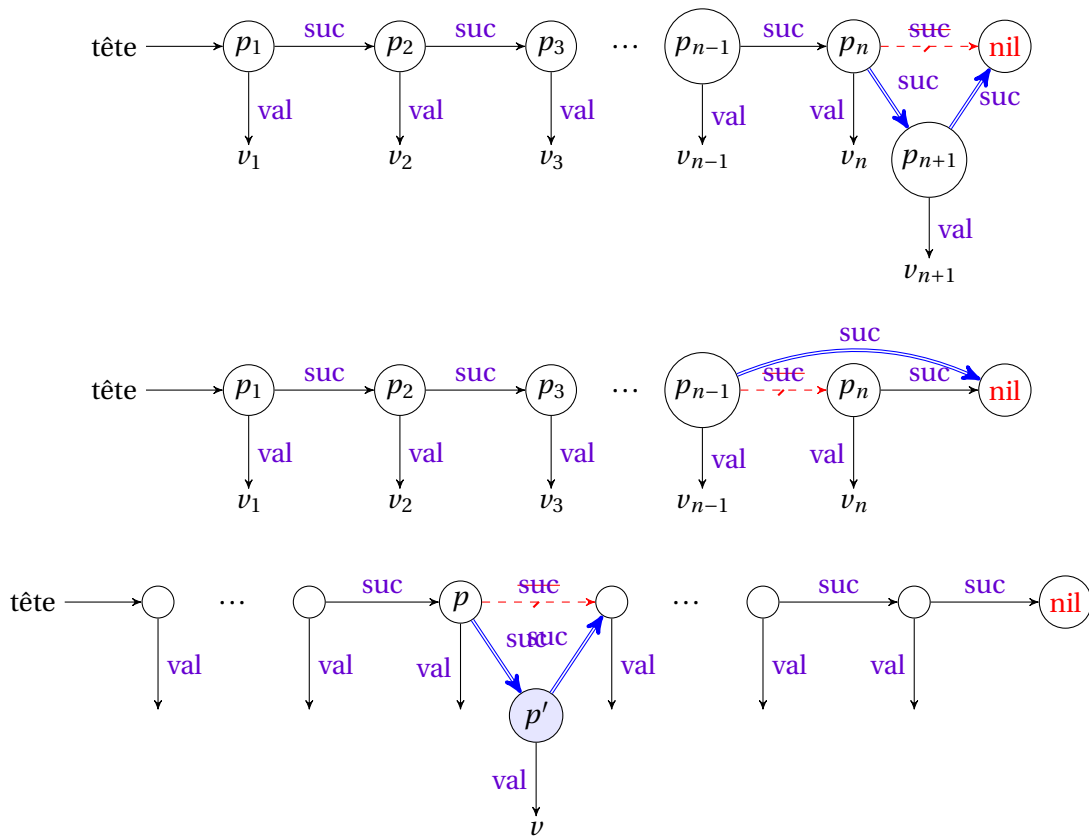 tête p₁ suc p₂ suc p₃ ··· pₙ₋₁ suc pₙ suc nil
suc suc
val val val val val pₙ₊₁
v₁ v₂ v₃ vₙ₋₁ vₙ
val
vₙ₊₁
suc
tête p₁ suc p₂ suc p₃ ··· pₙ₋₁ suc pₙ suc nil
val val val val val
v₁ v₂ v₃ vₙ₋₁ vₙ
tête ··· suc p suc ··· suc suc nil
suc suc
val val val val val val
p′
val
v